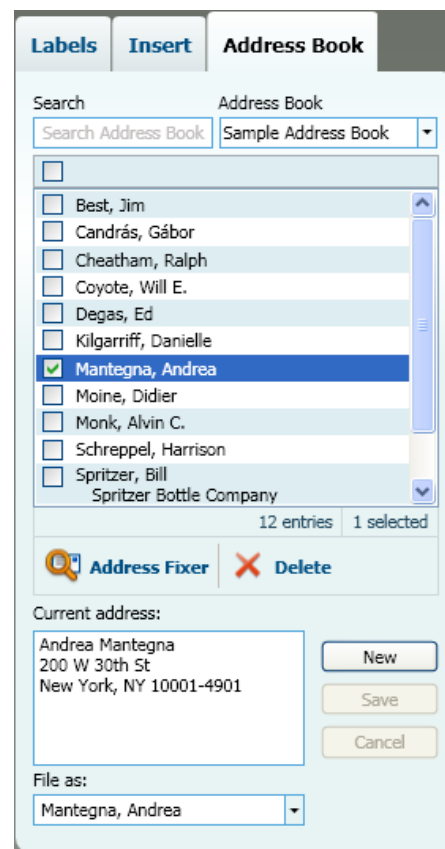 Labels Insert Address Book
Search Address Book
Search Address Book Sample Address Book
Best, Jim
Candrás, Gábor
Cheatham, Ralph
Coyote, Will E.
Degas, Ed
Kilgarriff, Danielle
Mantegna, Andrea
Moine, Didier
Monk, Alvin C.
Schreppel, Harrison
Spritzer, Bill
Spritzer Bottle Company
12 entries 1 selected
Address Fixer Delete
Current address:
Andrea Mantegna
200 W 30th St
New York, NY 10001-4901
New
Save
Cancel
File as:
Mantegna, Andrea